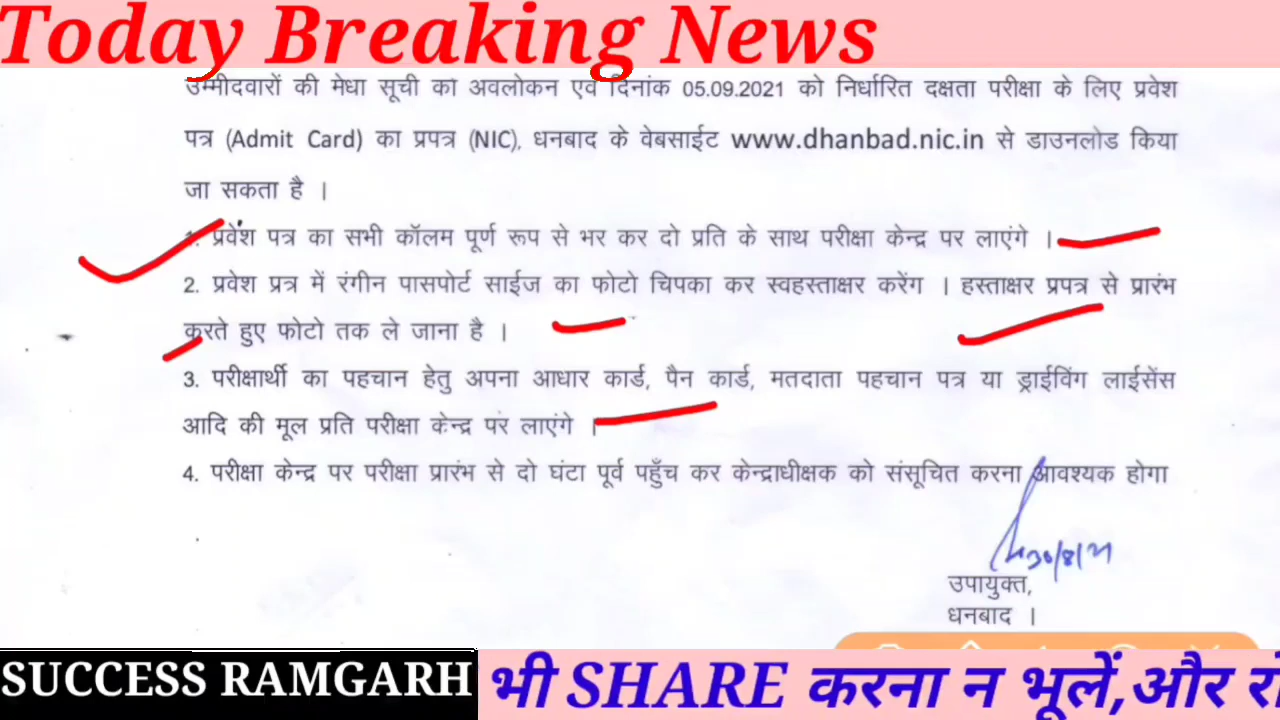 Today Breaking News
उम्मीदवारों की मेधा सूची का अवलोकन एवं दिनांक 05.09.2021 को निर्धारित दक्षता परीक्षा के लिए प्रवेश
पत्र (Admit Card) का प्रपत्र (NIC), धनबाद के वेबसाईट www.dhanbad.nic.in से डाउनलोड किया
जा सकता है ।
1. प्रवेश पत्र का सभी कॉलम पूर्ण रूप से भर कर दो प्रति के साथ परीक्षा केन्द्र पर लाएंगे ।
2. प्रवेश प्रत्र में रंगीन पासपोर्ट साईज का फोटो चिपका कर स्वहस्ताक्षर करेंग । हस्ताक्षर प्रपत्र से प्रारंभ
करते हुए फोटो तक ले जाना है ।
3. परीक्षार्थी का पहचान हेतु अपना आधार कार्ड, पैन कार्ड, मतदाता पहचान पत्र या ड्राईविंग लाईसेंस
आदि की मूल प्रति परीक्षा केन्द्र पर लाएंगे ।
4. परीक्षा केन्द्र पर परीक्षा प्रारंभ से दो घंटा पूर्व पहुँच कर केन्द्राधीक्षक को संसूचित करना आवश्यक होगा
30/8/21
उपायुक्त,
धनबाद ।
SUCCESS RAMGARH
भी SHARE करना न भूलें,और रो